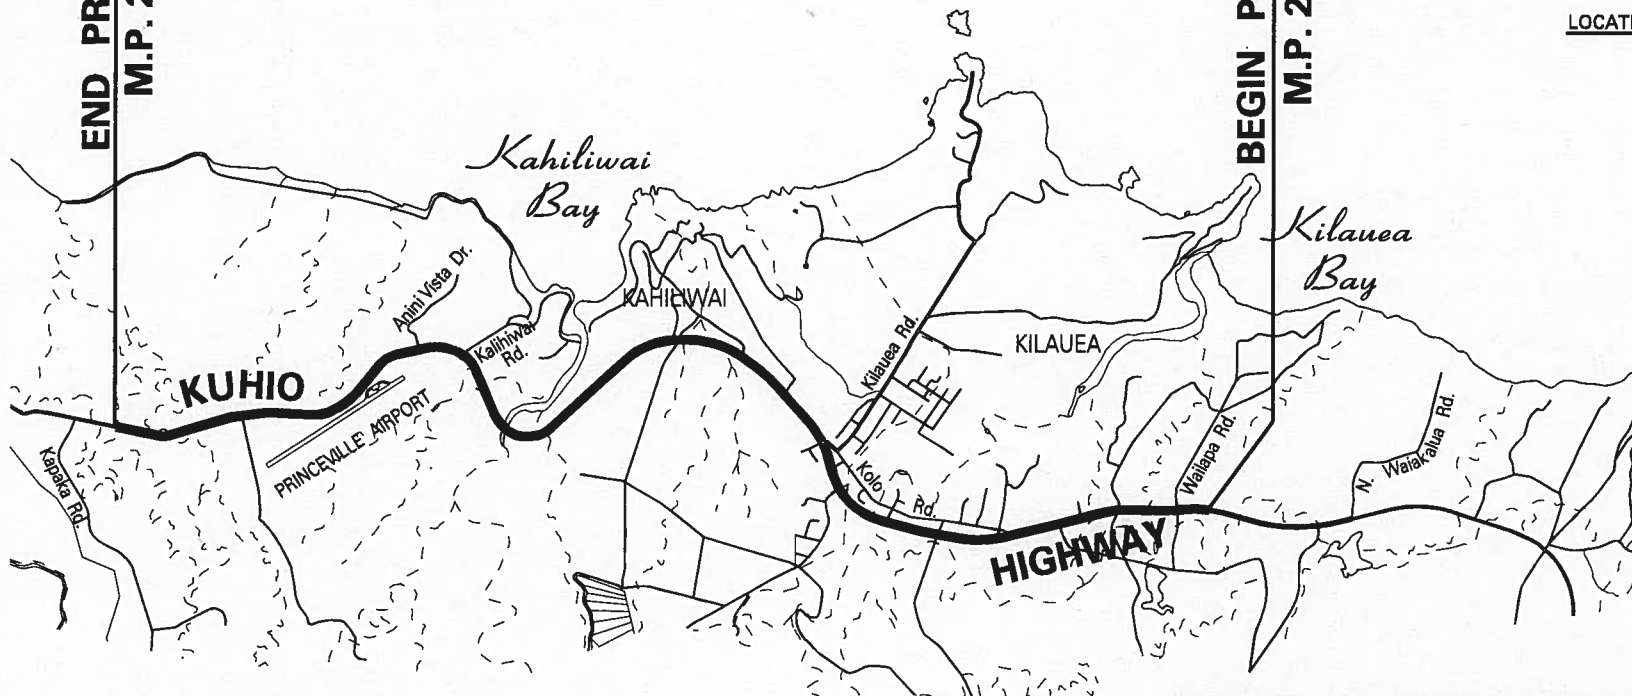 END PR
M.P. 2
BEGIN P
M.P. 2
LOCATI
Kahiliwai
Bay
Kilauea
Bay
Anini Vista Dr.
KAHILIWAI
Kalihiwai
Rd.
Kilauea Rd.
KILAUEA
KUHIO
PRINCEVILLE AIRPORT
Kapaka Rd.
Kolo
Rd.
Wailapa Rd.
N. Waiakalua Rd.
HIGHWAY